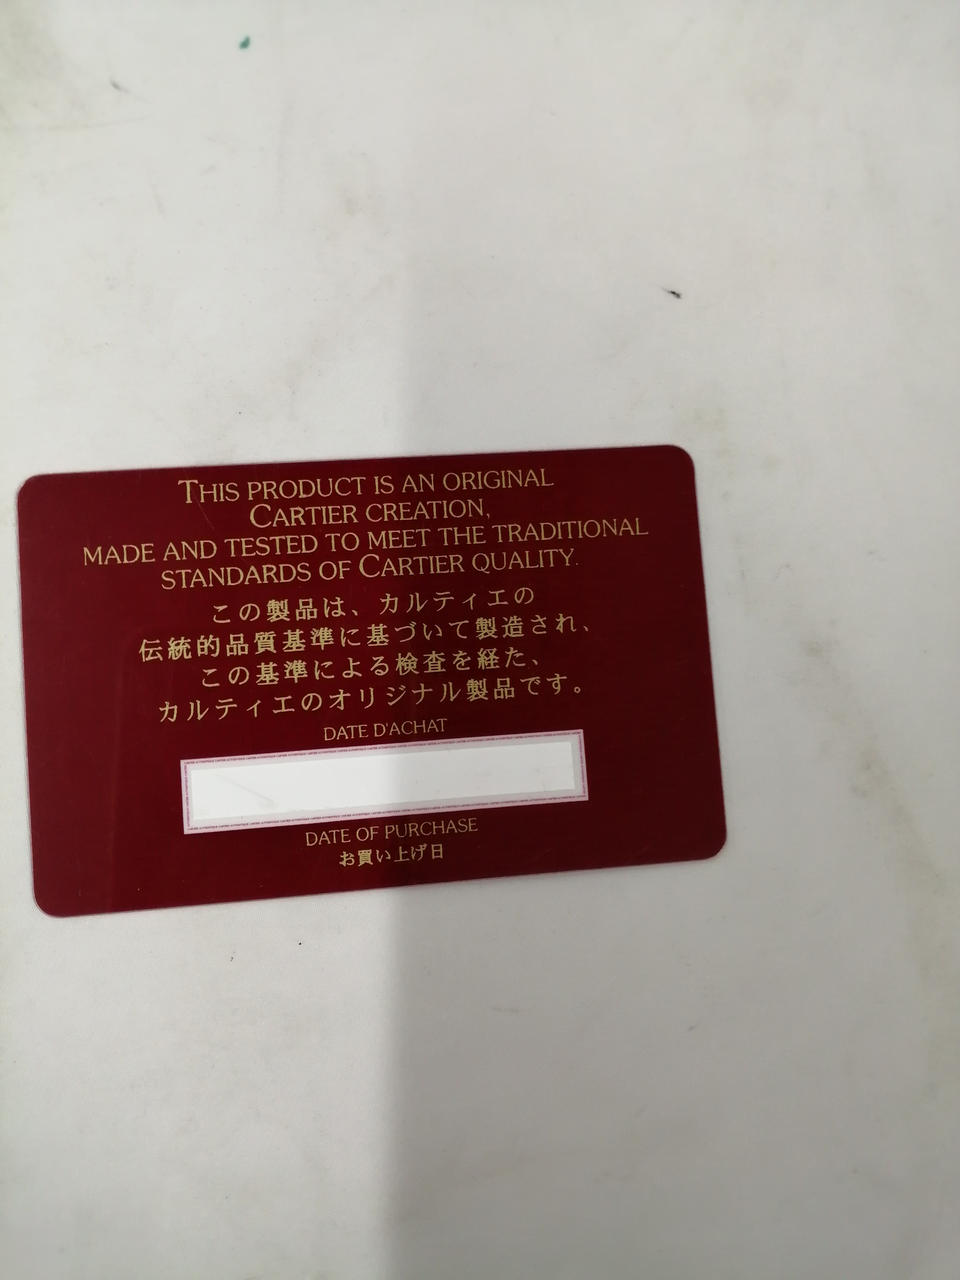 THIS PRODUCT IS AN ORIGINAL
CARTIER CREATION,
MADE AND TESTED TO MEET THE TRADITIONAL
STANDARDS OF CARTIER QUALITY.
この製品は、カルティエの
伝統的品質基準に基づいて製造され、
この基準による検査を経た、
カルティエのオリジナル製品です。
DATE D'ACHAT
DATE OF PURCHASE
お買い上げ日